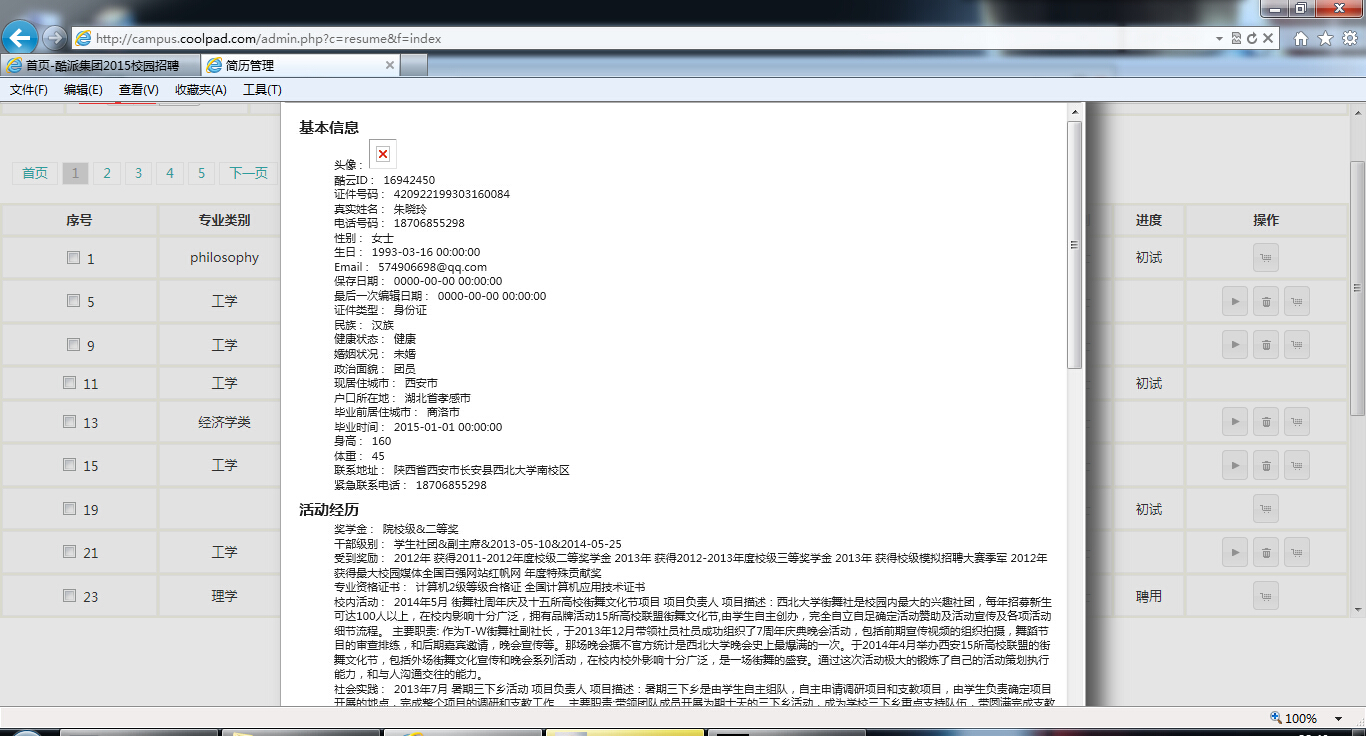 http://campus.coolpad.com/admin.php?c=resume&f=index
首页-酷派集团2015校园招聘
简历管理
文件(F) 编辑(E) 查看(V) 收藏夹(A) 工具(T)
首页 1 2 3 4 5 下一页
序号 专业类别 进度 操作
1 philosophy 初试
5 工学
9 工学
11 工学 初试
13 经济学类
15 工学
19 初试
21 工学
23 理学 聘用
基本信息
头像：
酷云ID： 16942450
证件号码： 420922199303160084
真实姓名： 朱晓玲
电话号码： 18706855298
性别： 女士
生日： 1993-03-16 00:00:00
Email： 574906698@qq.com
保存日期： 0000-00-00 00:00:00
最后一次编辑日期： 0000-00-00 00:00:00
证件类型： 身份证
民族： 汉族
健康状态： 健康
婚姻状况： 未婚
政治面貌： 团员
现居住城市： 西安市
户口所在地： 湖北省孝感市
毕业前居住城市： 商洛市
毕业时间： 2015-01-01 00:00:00
身高： 160
体重： 45
联系地址： 陕西省西安市长安县西北大学南校区
紧急联系电话： 18706855298
活动经历
奖学金： 院校级&二等奖
干部级别： 学生社团&副主席&2013-05-10&2014-05-25
受到奖励： 2012年 获得2011-2012年度校级二等奖学金 2013年 获得2012-2013年度校级三等奖学金 2013年 获得校级模拟招聘大赛季军 2012年
获得最大校园媒体全国百强网站红帆网 年度特殊贡献奖
专业资格证书： 计算机2级等级合格证 全国计算机应用技术证书
校内活动： 2014年5月 街舞社周年庆及十五所高校街舞文化节项目 项目负责人 项目描述：西北大学街舞社是校园内最大的兴趣社团，每年招募新生
可达100人以上，在校内影响十分广泛，拥有品牌活动15所高校联盟街舞文化节,由学生自主创办，完全自立自足确定活动赞助及活动宣传及各项活动
细节流程。 主要职责: 作为T-W街舞社副社长，于2013年12月带领社员社员成功组织了7周年庆典晚会活动，包括前期宣传视频的组织拍摄，舞蹈节
目的审查排练，和后期嘉宾邀请，晚会宣传等。那场晚会据不官方统计是西北大学晚会史上最爆满的一次。于2014年4月举办西安15所高校联盟的街
舞文化节，包括外场街舞文化宣传和晚会系列活动，在校内校外影响十分广泛，是一场街舞的盛宴。通过这次活动极大的锻炼了自己的活动策划执行
能力，和与人沟通交往的能力。
社会实践： 2013年7月 暑期三下乡活动 项目负责人 项目描述：暑期三下乡是由学生自主组队，自主申请调研项目和支教项目，由学生负责确定项目
开展的地点，完成整个项目的调研和支教工作。 主要职责:带领团队成员开展为期十天的三下乡活动，成为学校三下乡重点支持队伍，带圆满完成支教
100%